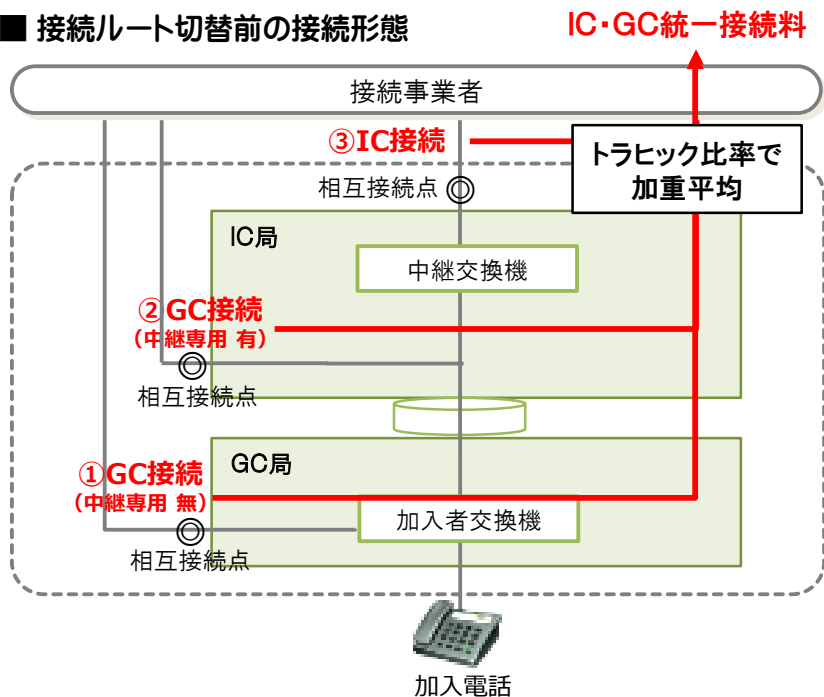 ■ 接続ルート切替前の接続形態
IC・GC統一接続料
接続事業者
③IC接続
トラヒック比率で
加重平均
相互接続点
IC局
中継交換機
②GC接続
（中継専用 有）
相互接続点
GC局
①GC接続
（中継専用 無）
加入者交換機
相互接続点
加入電話